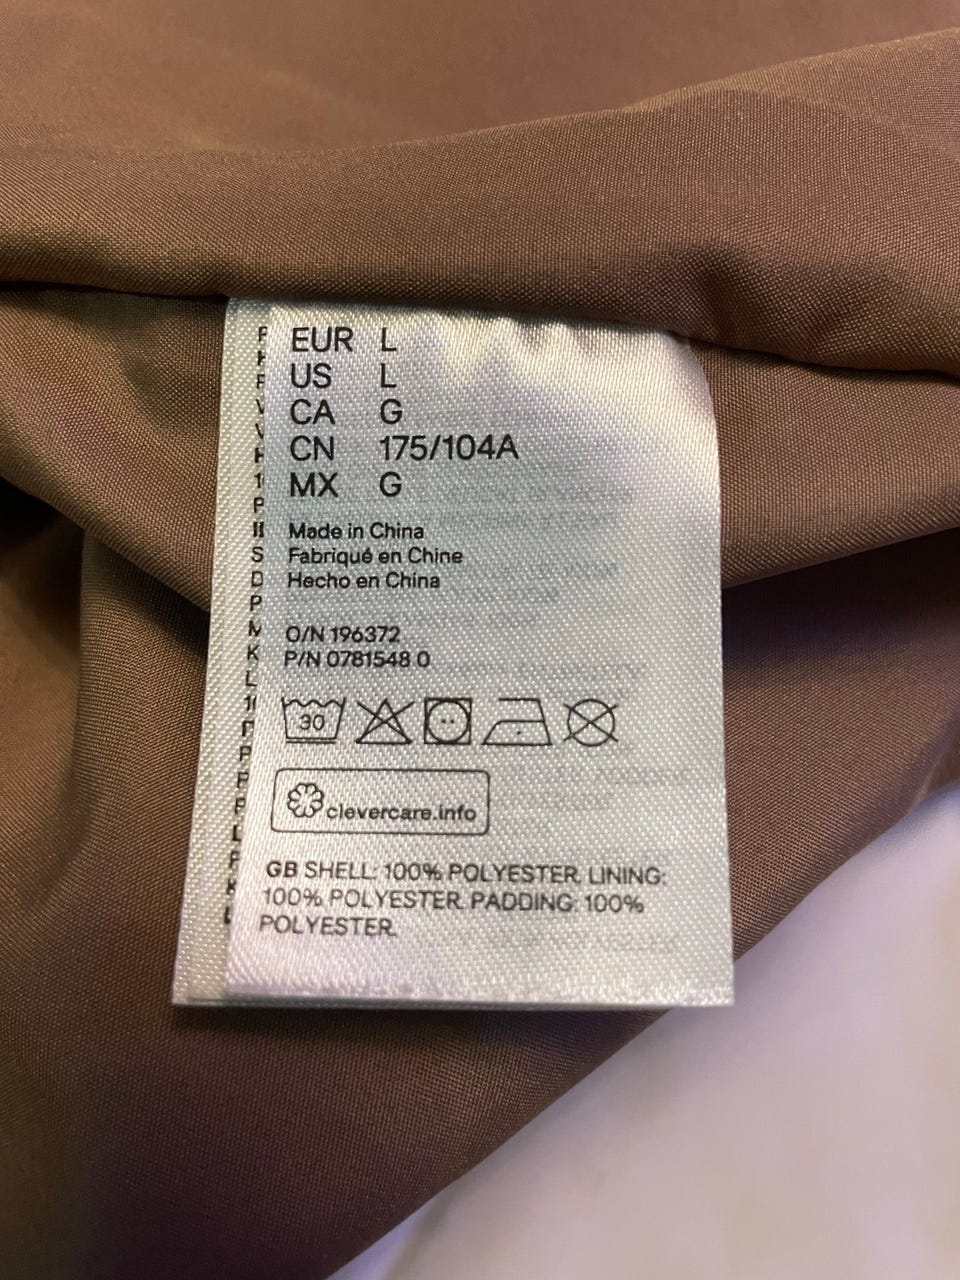 EUR L
US L
CA G
CN 175/104A
MX G
Made in China
Fabriqué en Chine
Hecho en China
O/N 196372
P/N 0781548 0
30
clevercare.info
GB SHELL: 100% POLYESTER. LINING:
100% POLYESTER. PADDING: 100%
POLYESTER.